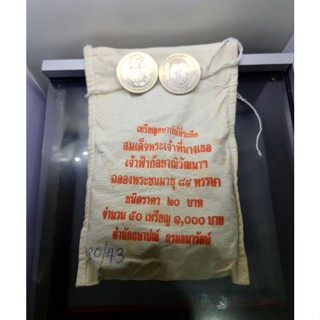 เหรียญกษาปณ์ที่ระลึก
สมเด็จพระเจ้าพี่นางเธอ
เจ้าฟ้ากัลยาณิวัฒนาฯ
ฉลองพระชนมายุ ๘๔ พรรษา
ชนิดราคา ๒๐ บาท
จำนวน ๕๐ เหรียญ ๑,๐๐๐ บาท
สำนักกษาปณ์ กรมธนารักษ์
90/43